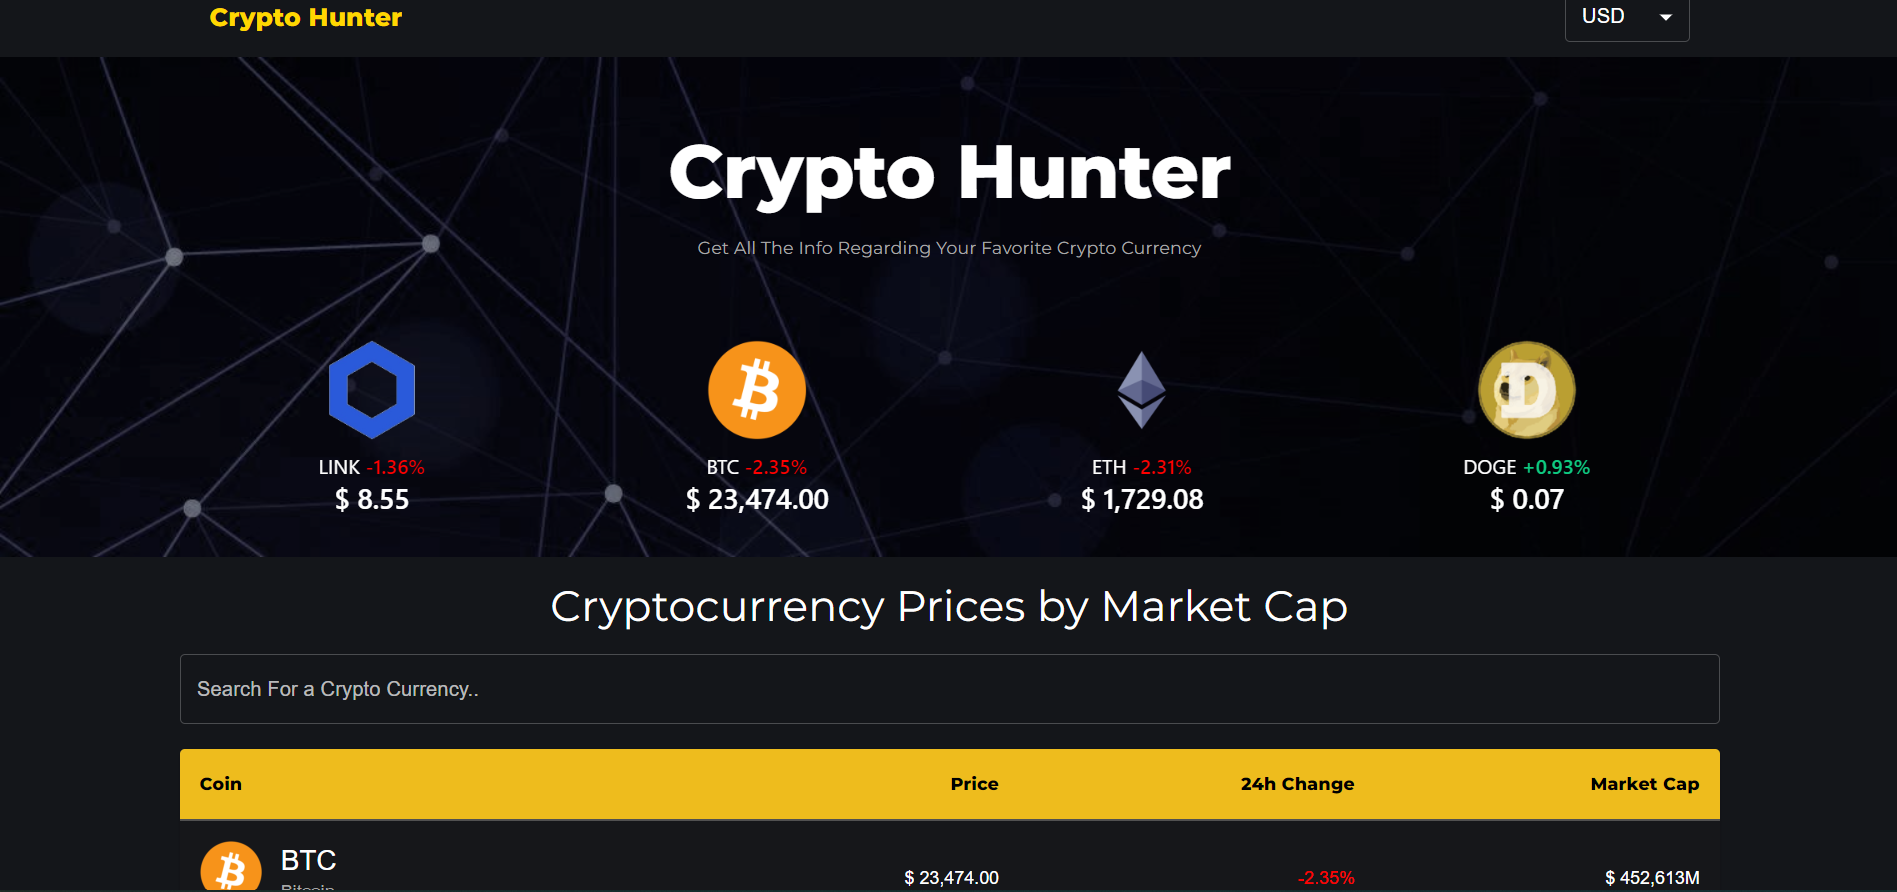 Crypto Hunter
USD
Crypto Hunter
Get All The Info Regarding Your Favorite Crypto Currency
LINK -1.36%
$ 8.55
BTC -2.35%
$ 23,474.00
ETH -2.31%
$ 1,729.08
DOGE +0.93%
$ 0.07
Cryptocurrency Prices by Market Cap
Search For a Crypto Currency..
Coin Price 24h Change Market Cap
BTC
Bitcoin
$ 23,474.00 -2.35% $ 452,613M